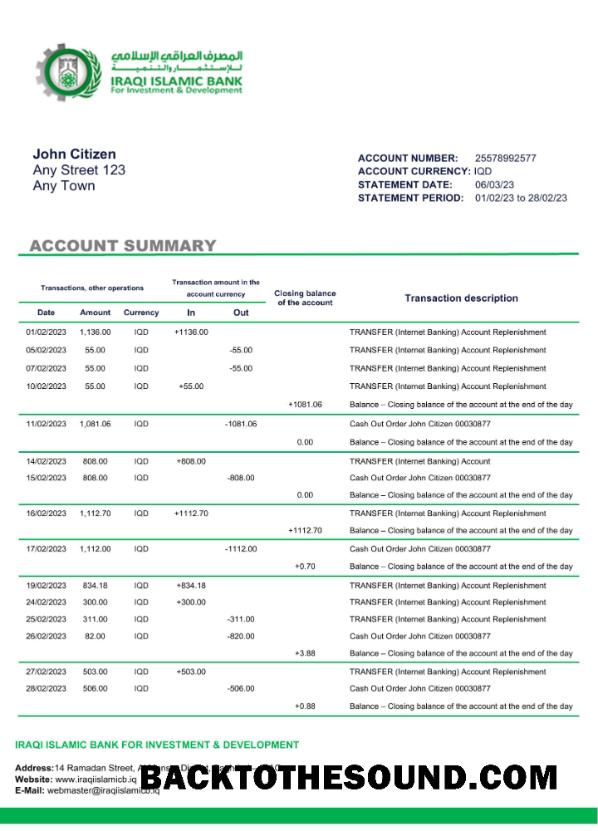 المصرف العراقي الإسلامي
للإستثمار والتنمية
IRAQI ISLAMIC BANK
For Investment & Development
John Citizen
Any Street 123
Any Town
ACCOUNT NUMBER: 25578992577
ACCOUNT CURRENCY: IQD
STATEMENT DATE: 06/03/23
STATEMENT PERIOD: 01/02/23 to 28/02/23
ACCOUNT SUMMARY
Transactions, other operations Transaction amount in the account currency Closing balance of the account Transaction description
Date Amount Currency In Out
01/02/2023 1,136.00 IQD +1136.00 TRANSFER (Internet Banking) Account Replenishment
05/02/2023 55.00 IQD -55.00 TRANSFER (Internet Banking) Account Replenishment
07/02/2023 55.00 IQD -55.00 TRANSFER (Internet Banking) Account Replenishment
10/02/2023 55.00 IQD +55.00 TRANSFER (Internet Banking) Account Replenishment
+1081.06 Balance – Closing balance of the account at the end of the day
11/02/2023 1,081.06 IQD -1081.06 Cash Out Order John Citizen 00030877
0.00 Balance – Closing balance of the account at the end of the day
14/02/2023 808.00 IQD +808.00 TRANSFER (Internet Banking) Account
15/02/2023 808.00 IQD -808.00 Cash Out Order John Citizen 00030877
0.00 Balance – Closing balance of the account at the end of the day
16/02/2023 1,112.70 IQD +1112.70 TRANSFER (Internet Banking) Account Replenishment
+1112.70 Balance – Closing balance of the account at the end of the day
17/02/2023 1,112.00 IQD -1112.00 Cash Out Order John Citizen 00030877
+0.70 Balance – Closing balance of the account at the end of the day
19/02/2023 834.18 IQD +834.18 TRANSFER (Internet Banking) Account Replenishment
24/02/2023 300.00 IQD +300.00 TRANSFER (Internet Banking) Account Replenishment
25/02/2023 311.00 IQD -311.00 TRANSFER (Internet Banking) Account Replenishment
26/02/2023 82.00 IQD -820.00 Cash Out Order John Citizen 00030877
+3.88 Balance – Closing balance of the account at the end of the day
27/02/2023 503.00 IQD +503.00 TRANSFER (Internet Banking) Account Replenishment
28/02/2023 506.00 IQD -506.00 Cash Out Order John Citizen 00030877
+0.88 Balance – Closing balance of the account at the end of the day
IRAQI ISLAMIC BANK FOR INVESTMENT & DEVELOPMENT
Address:14 Ramadan Street,
Website: www.iraqiislamicb.iq
E-Mail: webmaster@iraqiislamicb.iq
BACKTOTHESOUND.COM